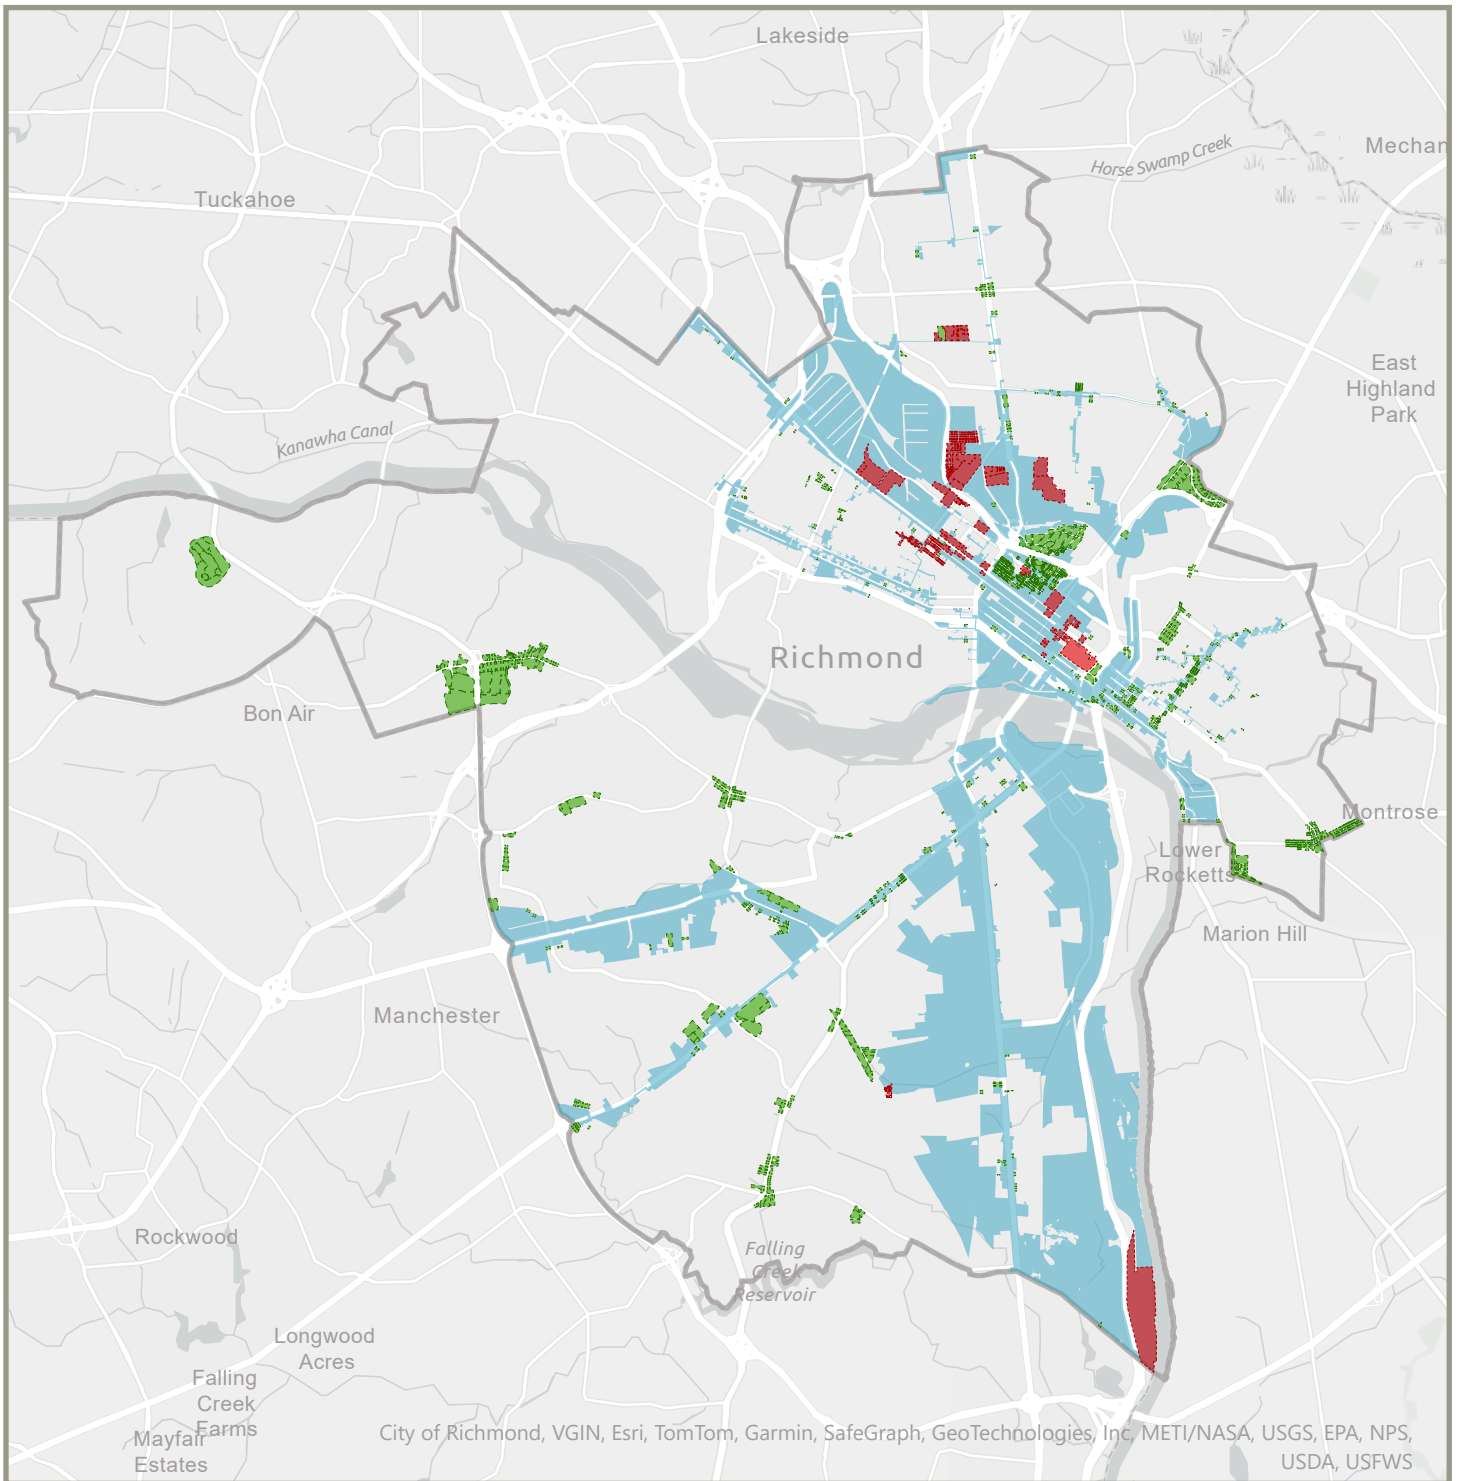 Lakeside
Horse Swamp Creek
Mechan
Tuckahoe
East
Highland
Park
Kanawha Canal
Richmond
Bon Air
Montrose
Lower
Rocketts
Marion Hill
Manchester
Rockwood
Falling
Creek
Reservoir
Longwood
Acres
Falling
Creek
Farms
Mayfair
Estates
City of Richmond, VGIN, Esri, TomTom, Garmin, SafeGraph, GeoTechnologies, Inc, METI/NASA, USGS, EPA, NPS,
USDA, USFWS